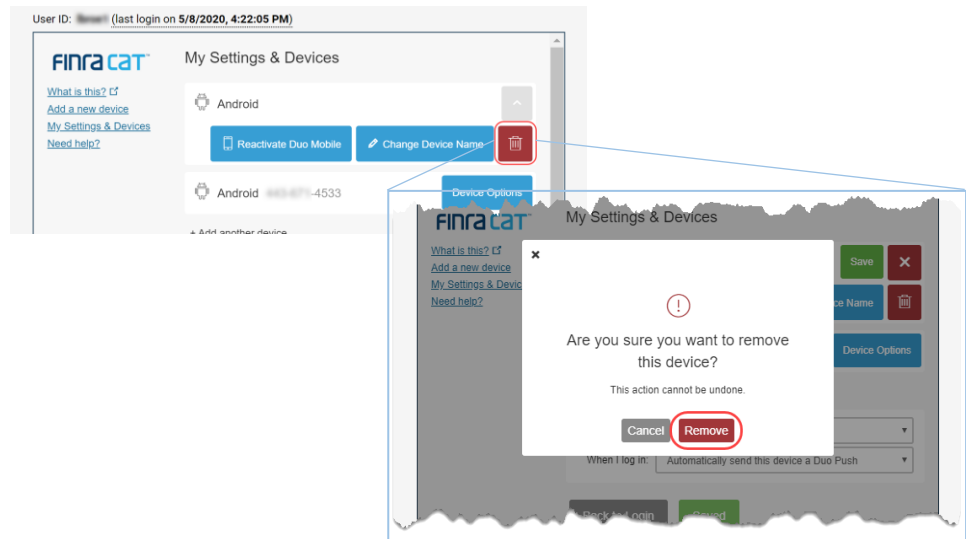 User ID: (last login on 5/8/2020, 4:22:05 PM)
FINRA CAT
My Settings & Devices
What is this?
Add a new device
My Settings & Devices
Need help?
Android
Reactivate Duo Mobile
Change Device Name
Android -4533
Device Options
+ Add another device
FINRA CAT
My Settings & Devices
What is this?
Add a new device
My Settings & Devic
Need help?
Save
ce Name
Device Options
Are you sure you want to remove
this device?
This action cannot be undone.
Cancel
Remove
When I log in: Automatically send this device a Duo Push
Back to Login
Saved